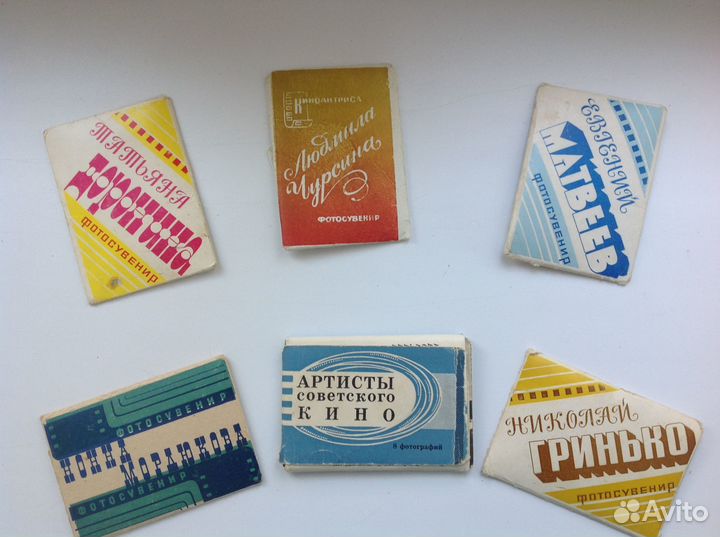 ТАТЬЯНА
ДОРОНИНА
ФОТОСУВЕНИР
КИНОАКТРИСА
Людмила
Чурсина
ФОТОСУВЕНИР
ЕВГЕНИЙ
МАТВЕЕВ
ФОТОСУВЕНИР
ФОТОСУВЕНИР
НОННА
МОРДЮКОВА
ФОТОСУВЕНИР
АРТИСТЫ
советского
КИНО
8 фотографий
НИКОЛАЙ
ГРИНЬКО
ФОТОСУВЕНИР
Avito